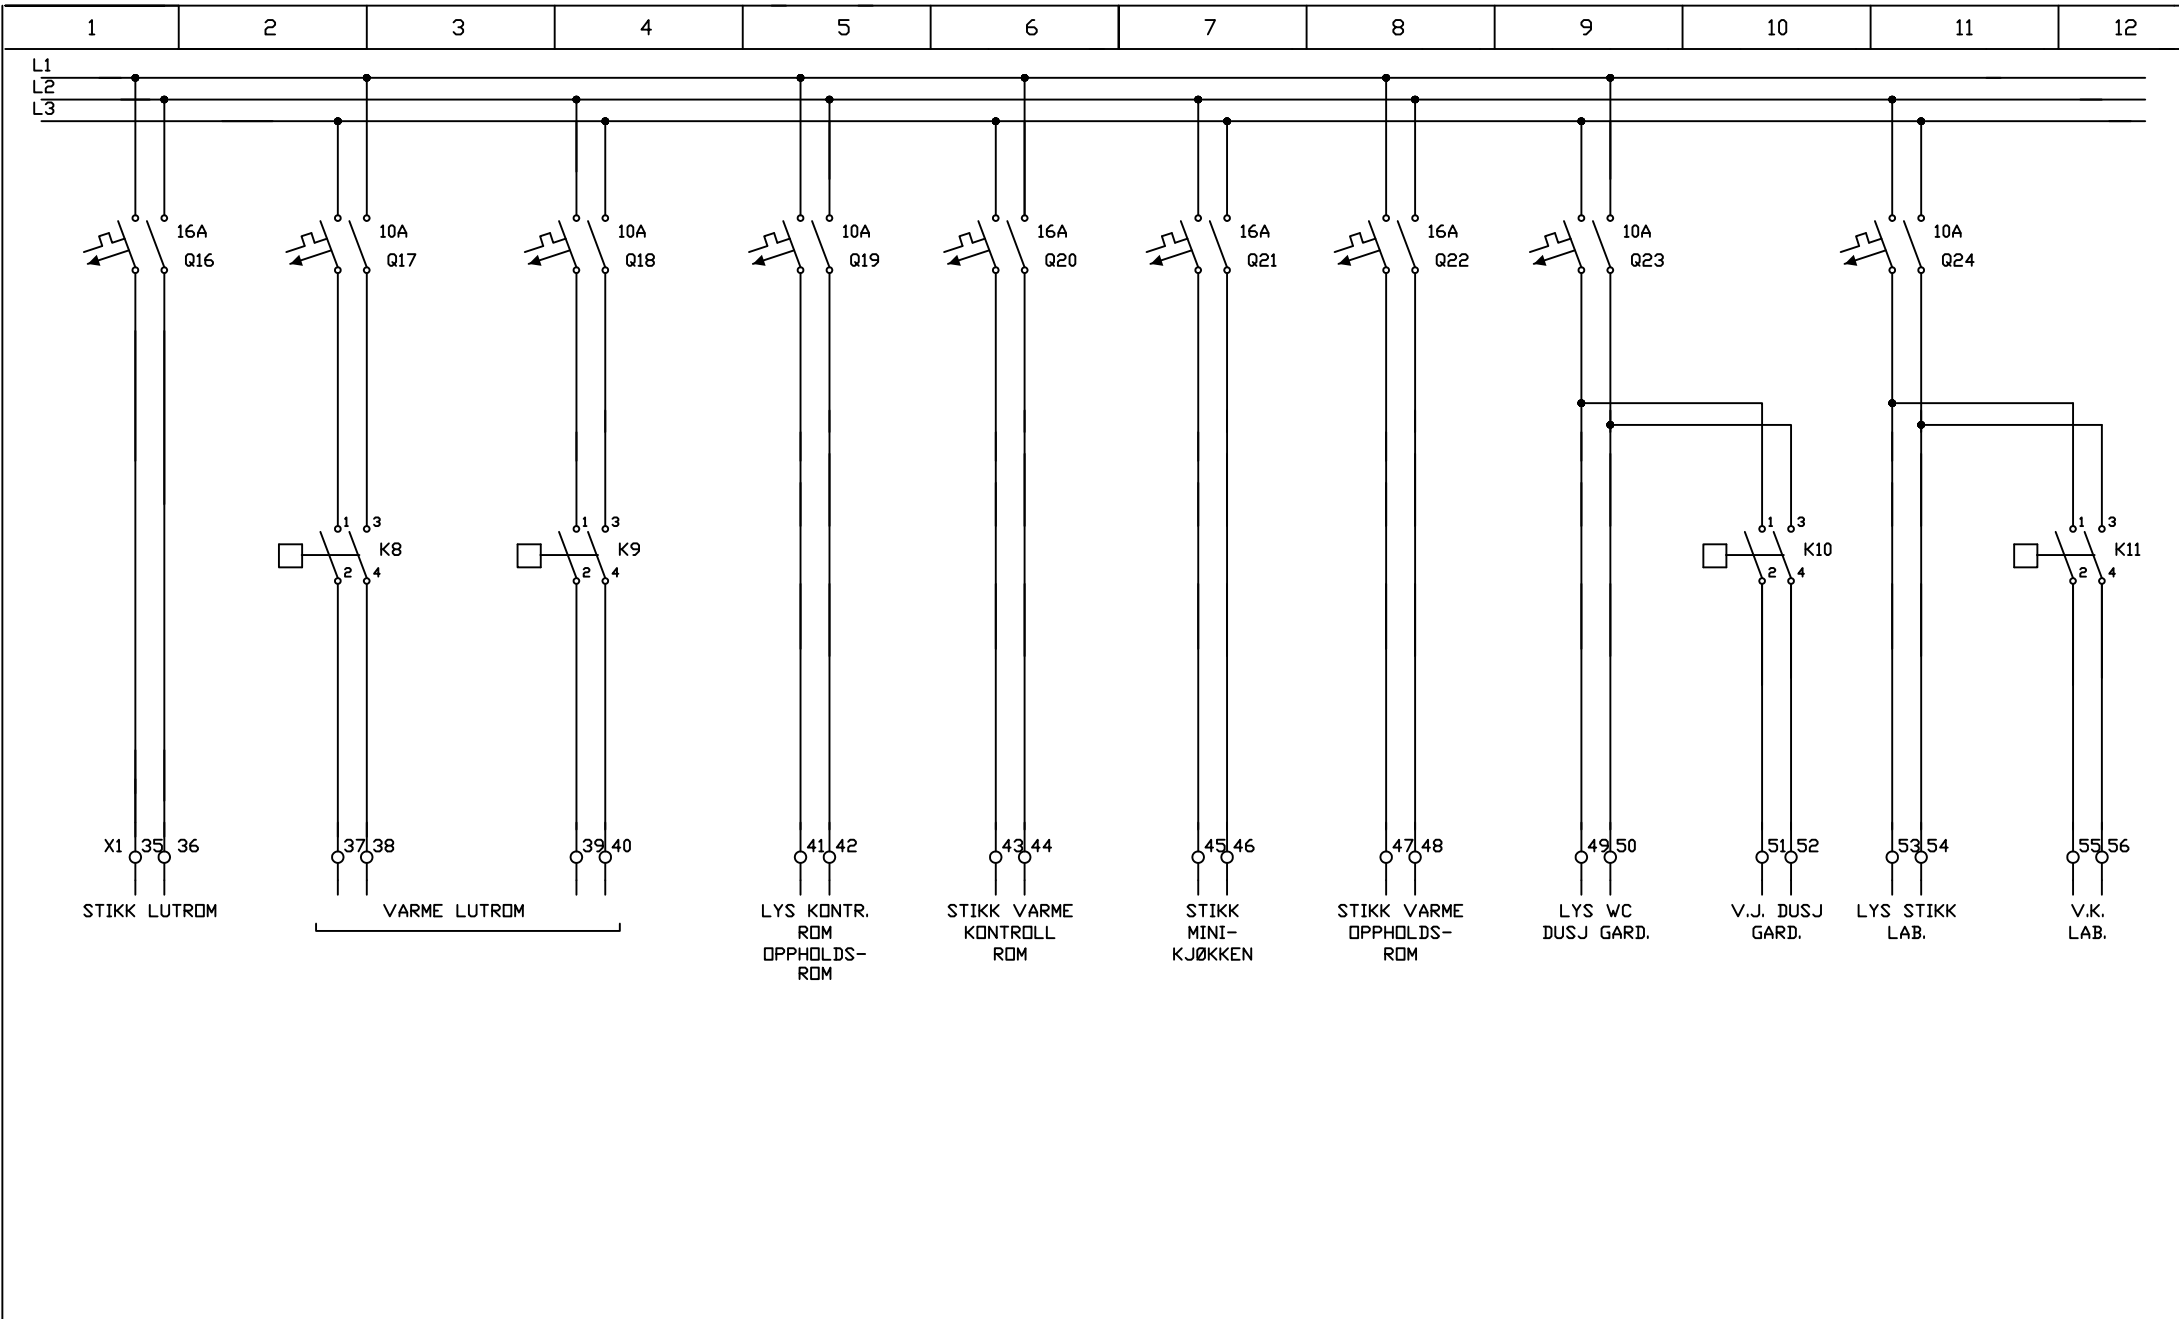 1 2 3 4 5 6 7 8 9 10 11 12
L1
L2
L3
16A 10A 10A 10A 16A 16A 16A 10A 10A
Q16 Q17 Q18 Q19 Q20 Q21 Q22 Q23 Q24
1 3 1 3 1 3 1 3
K8 K9 K10 K11
2 4 2 4 2 4 2 4
X1 35 36 37 38 39 40 41 42 43 44 45 46 47 48 49 50 51 52 53 54 55 56
STIKK LUTROM
VARME LUTROM
LYS KONTR.
ROM
OPPHOLDS-
ROM
STIKK VARME
KONTROLL
ROM
STIKK
MINI-
KJØKKEN
STIKK VARME
OPPHOLDS-
ROM
LYS WC
DUSJ GARD.
V.J. DUSJ
GARD.
LYS STIKK
LAB.
V.K.
LAB.